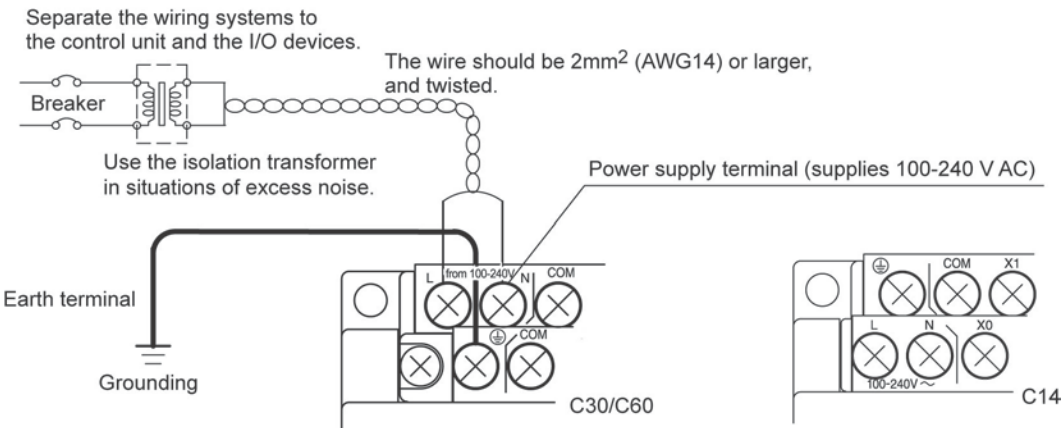 Separate the wiring systems to
the control unit and the I/O devices.
The wire should be 2mm² (AWG14) or larger,
and twisted.
Breaker
Use the isolation transformer
in situations of excess noise.
Power supply terminal (supplies 100-240 V AC)
Earth terminal
Grounding
L from 100-240V N COM
COM
C30/C60
COM X1
L N X0
100-240V ~
C14